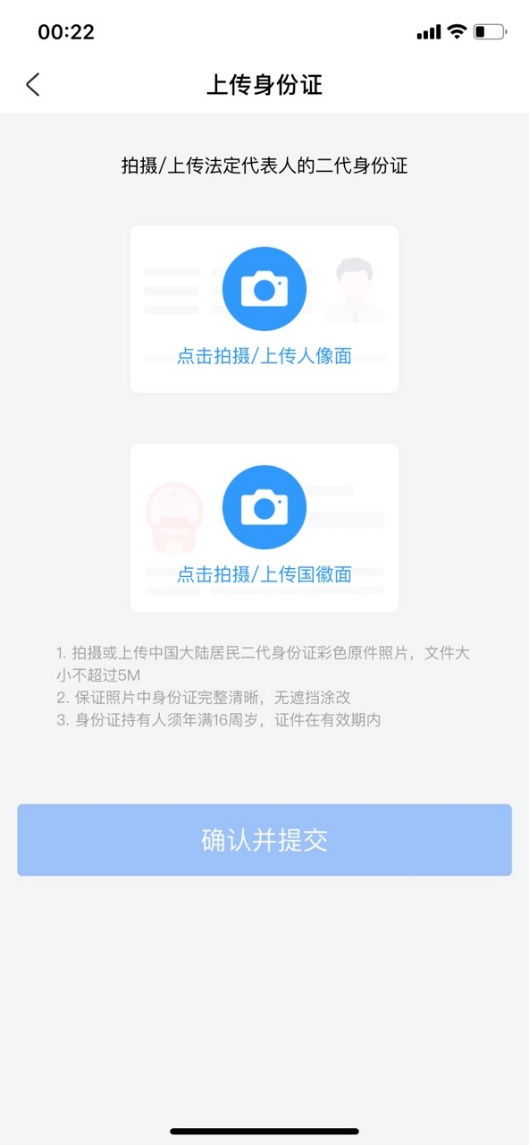 00:22
上传身份证
拍摄/上传法定代表人的二代身份证
点击拍摄/上传人像面
点击拍摄/上传国徽面
1. 拍摄或上传中国大陆居民二代身份证彩色原件照片，文件大
小不超过5M
2. 保证照片中身份证完整清晰，无遮挡涂改
3. 身份证持有人须年满16周岁，证件在有效期内
确认并提交